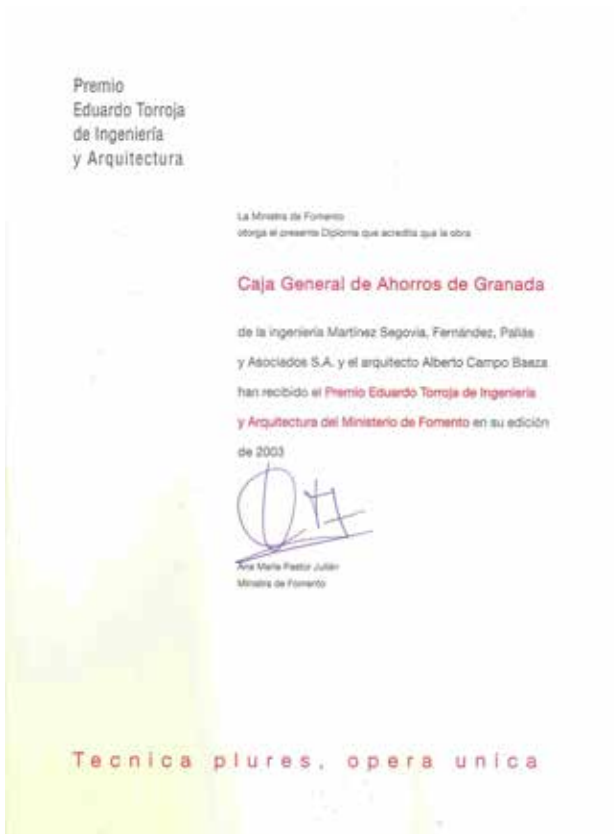 Premio
Eduardo Torroja
de Ingeniería
y Arquitectura
La Ministra de Fomento
otorga el presente Diploma que acredita que la obra
Caja General de Ahorros de Granada
de la ingeniería Martínez Segovia, Fernández, Pallás
y Asociados S.A. y el arquitecto Alberto Campo Baeza
han recibido el Premio Eduardo Torroja de Ingeniería
y Arquitectura del Ministerio de Fomento en su edición
de 2003
Ana María Pastor Julián
Ministra de Fomento
Tecnica plures, opera unica